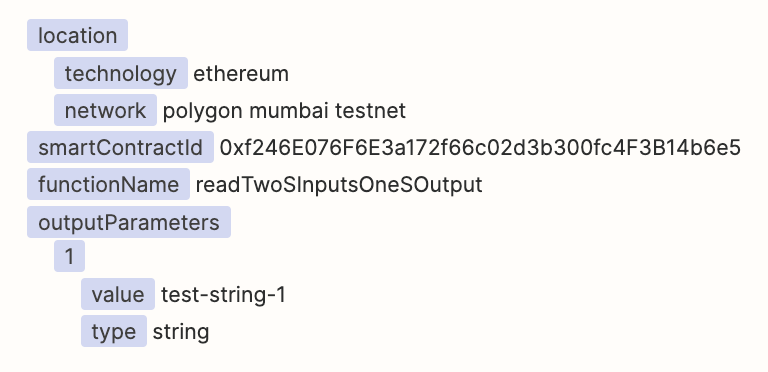 location
technology ethereum
network polygon mumbai testnet
smartContractId 0xf246E076F6E3a172f66c02d3b300fc4F3B14b6e5
functionName readTwoSInputsOneSOutput
outputParameters
1
value test-string-1
type string